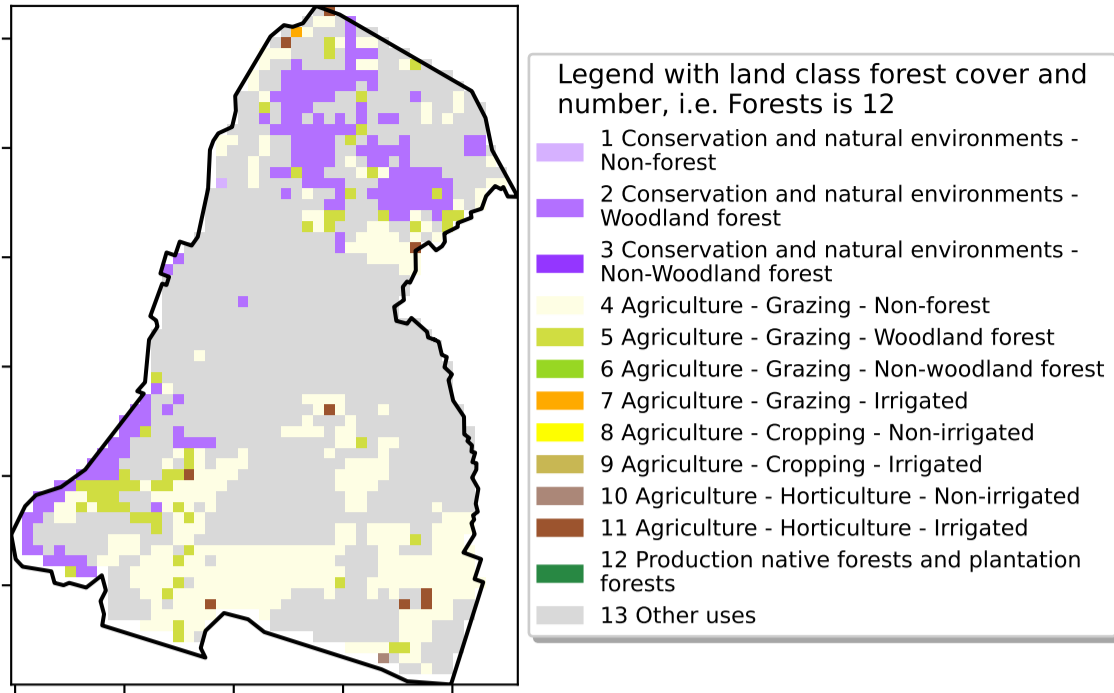 Legend with land class forest cover and
number, i.e. Forests is 12
1 Conservation and natural environments -
Non-forest
2 Conservation and natural environments -
Woodland forest
3 Conservation and natural environments -
Non-Woodland forest
4 Agriculture - Grazing - Non-forest
5 Agriculture - Grazing - Woodland forest
6 Agriculture - Grazing - Non-woodland forest
7 Agriculture - Grazing - Irrigated
8 Agriculture - Cropping - Non-irrigated
9 Agriculture - Cropping - Irrigated
10 Agriculture - Horticulture - Non-irrigated
11 Agriculture - Horticulture - Irrigated
12 Production native forests and plantation
forests
13 Other uses